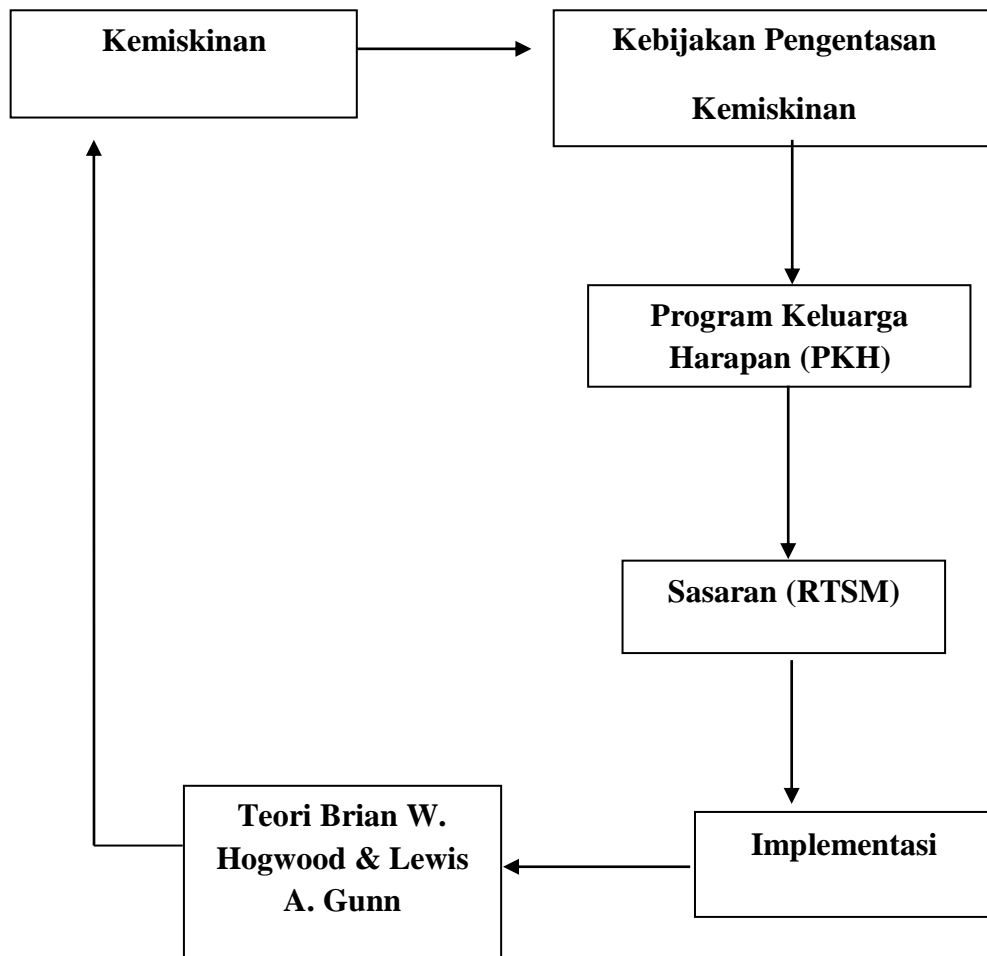 Kemiskinan
Kebijakan Pengentasan
Kemiskinan
Program Keluarga
Harapan (PKH)
Sasaran (RTSM)
Implementasi
Teori Brian W.
Hogwood & Lewis
A. Gunn